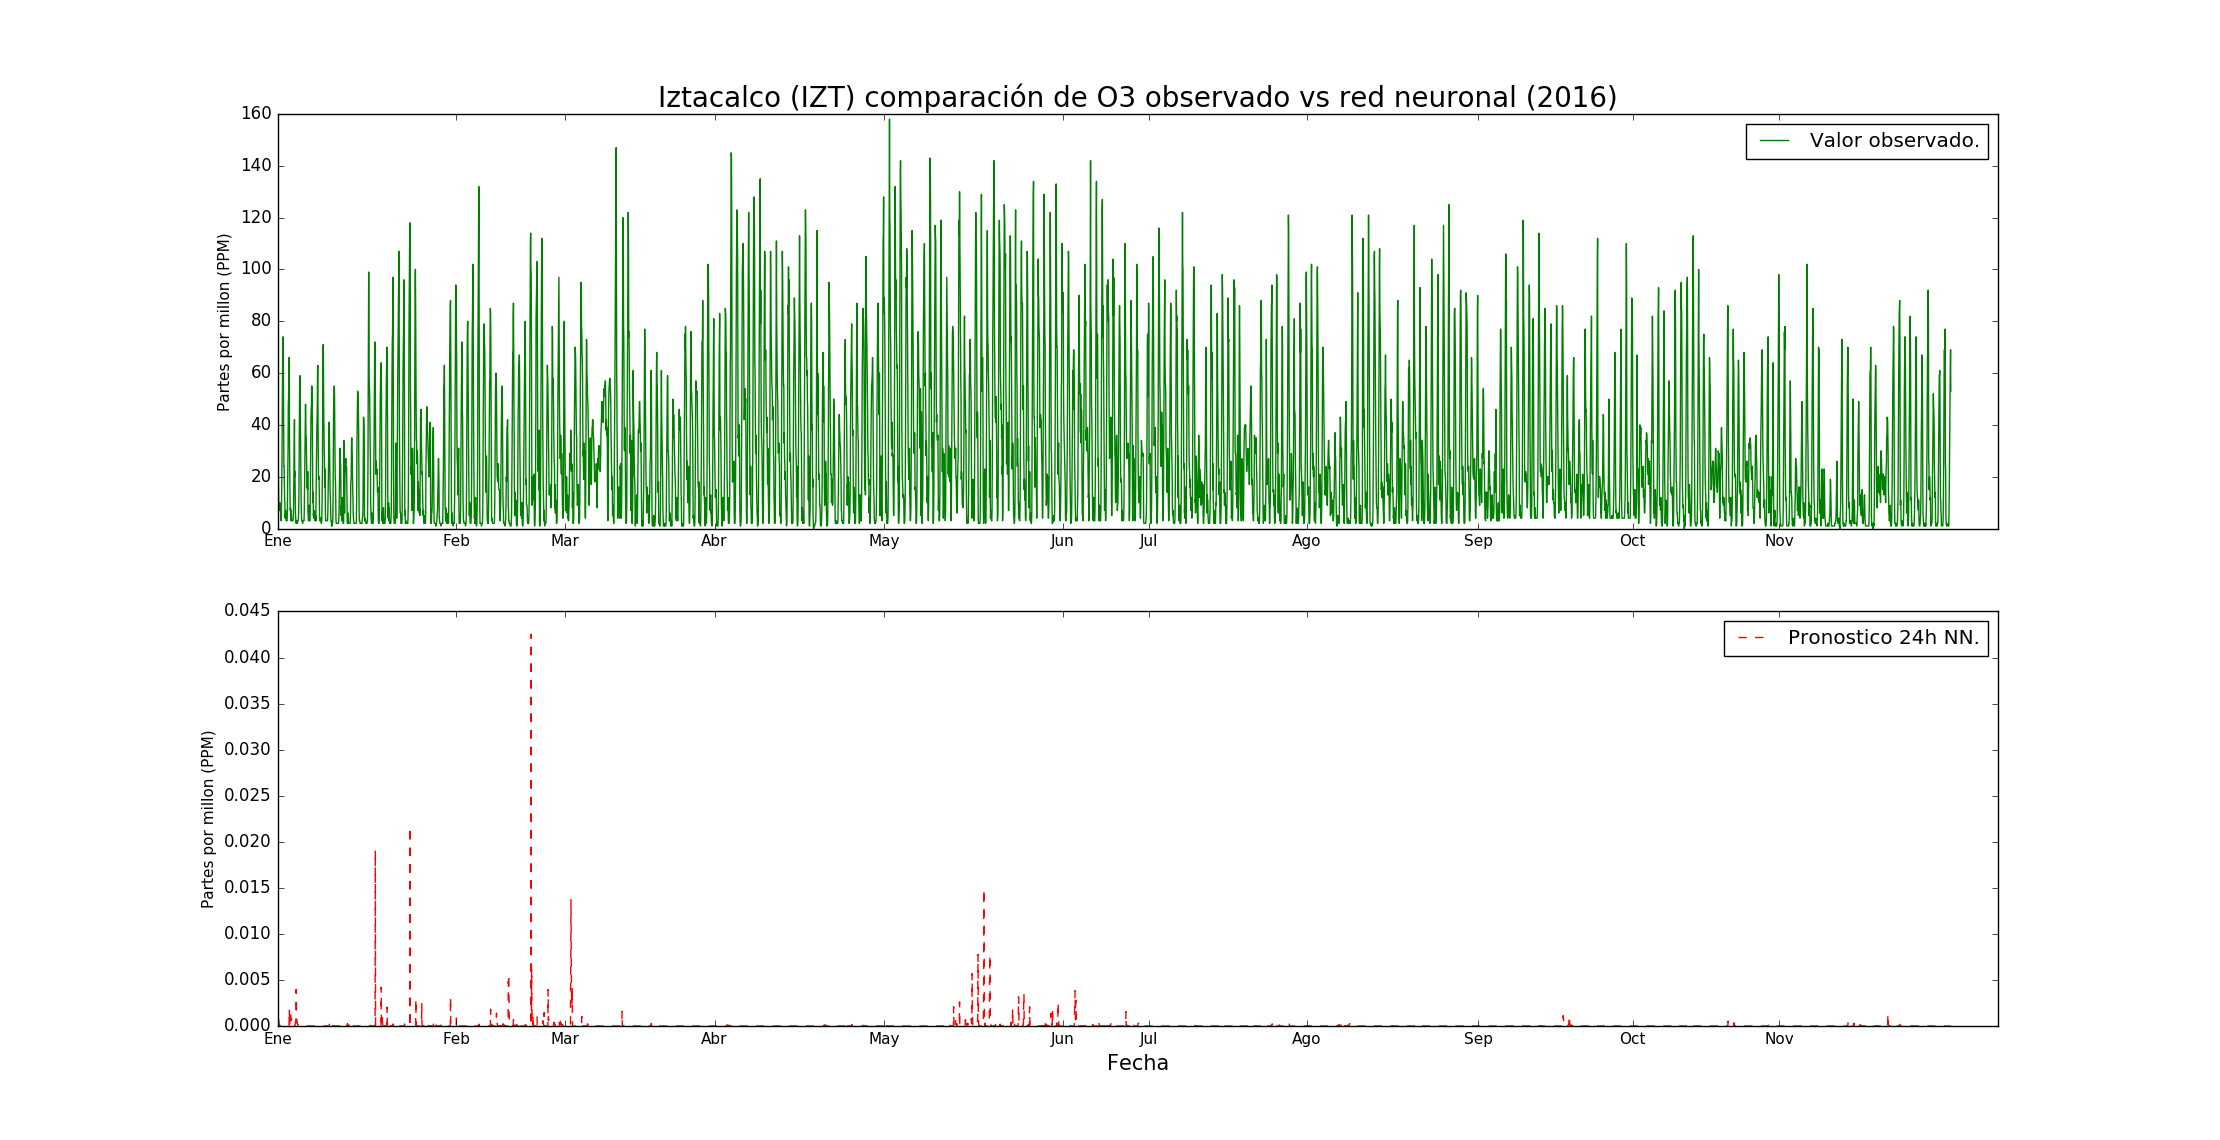 Iztacalco (IZT) comparación de O3 observado vs red neuronal (2016)
160
140
120
100
80
60
40
20
0
Partes por millon (PPM)
Valor observado.
Ene Feb Mar Abr May Jun Jul Ago Sep Oct Nov
0.045
0.040
0.035
0.030
0.025
0.020
0.015
0.010
0.005
0.000
Partes por millon (PPM)
Pronostico 24h NN.
Ene Feb Mar Abr May Jun Jul Ago Sep Oct Nov
Fecha